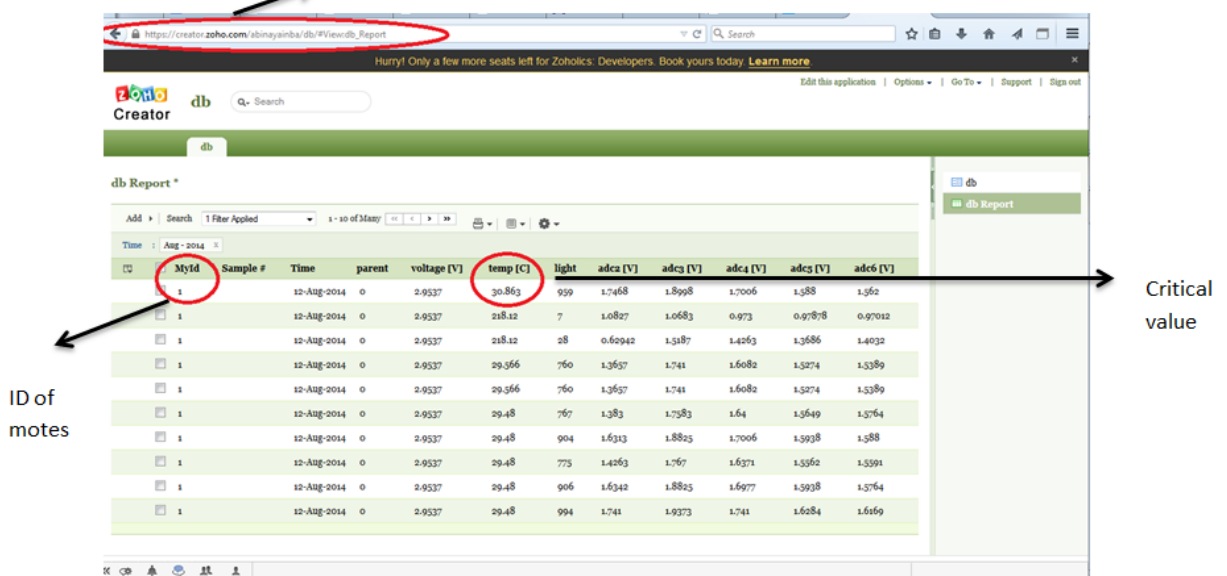 https://creator.zoho.com/abinayainba/db/#View:db_Report
Search
Hurry! Only a few more seats left for Zoholics: Developers. Book yours today. Learn more. ×
Edit this application | Options | Go To | Support | Sign out
ZOHO
Creator
db
Search
db
db Report *
db
db Report
Add Search 1 Filter Applied 1 - 10 of Many
Time : Aug - 2014 x
MyId Sample # Time parent voltage [V] temp [C] light adc2 [V] adc3 [V] adc4 [V] adc5 [V] adc6 [V]
1 12-Aug-2014 0 2.9537 30.863 959 1.7468 1.8998 1.7006 1.588 1.562
1 12-Aug-2014 0 2.9537 218.12 7 1.0827 1.0683 0.973 0.97878 0.97012
1 12-Aug-2014 0 2.9537 218.12 28 0.62942 1.5187 1.4263 1.3686 1.4032
1 12-Aug-2014 0 2.9537 29.566 760 1.3657 1.741 1.6082 1.5274 1.5389
1 12-Aug-2014 0 2.9537 29.566 760 1.3657 1.741 1.6082 1.5274 1.5389
1 12-Aug-2014 0 2.9537 29.48 767 1.383 1.7583 1.64 1.5649 1.5764
1 12-Aug-2014 0 2.9537 29.48 904 1.6313 1.8825 1.7006 1.5938 1.588
1 12-Aug-2014 0 2.9537 29.48 775 1.4263 1.767 1.6371 1.5562 1.5591
1 12-Aug-2014 0 2.9537 29.48 906 1.6342 1.8825 1.6977 1.5938 1.5764
1 12-Aug-2014 0 2.9537 29.48 994 1.741 1.9373 1.741 1.6284 1.6169
Critical
value
ID of
motes